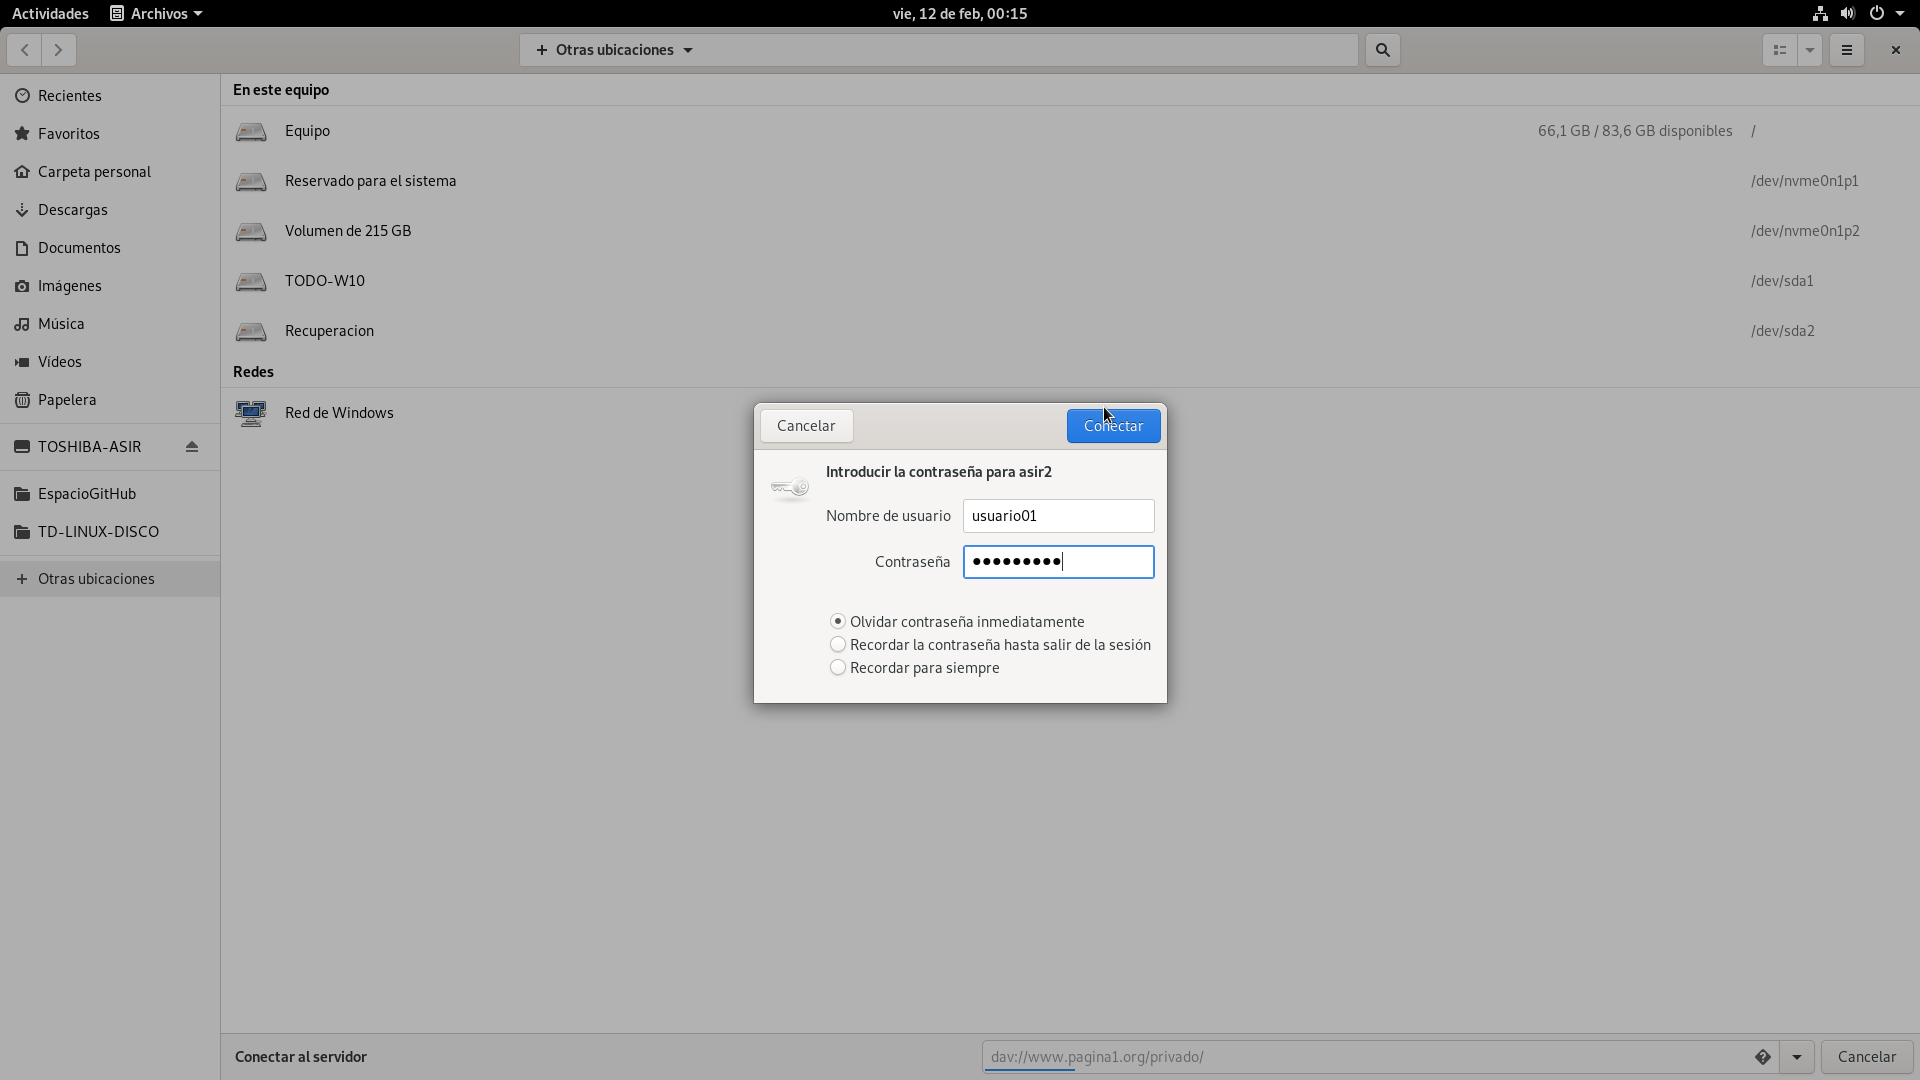 Actividades
Archivos
vie, 12 de feb, 00:15
+ Otras ubicaciones
Recientes
Favoritos
Carpeta personal
Descargas
Documentos
Imágenes
Música
Vídeos
Papelera
TOSHIBA-ASIR
EspacioGitHub
TD-LINUX-DISCO
+ Otras ubicaciones
En este equipo
Equipo 66,1 GB / 83,6 GB disponibles /
Reservado para el sistema /dev/nvme0n1p1
Volumen de 215 GB /dev/nvme0n1p2
TODO-W10 /dev/sda1
Recuperacion /dev/sda2
Redes
Red de Windows
Cancelar Conectar
Introducir la contraseña para asir2
Nombre de usuario usuario01
Contraseña ●●●●●●●●●
Olvidar contraseña inmediatamente
Recordar la contraseña hasta salir de la sesión
Recordar para siempre
Conectar al servidor dav://www.pagina1.org/privado/ Cancelar